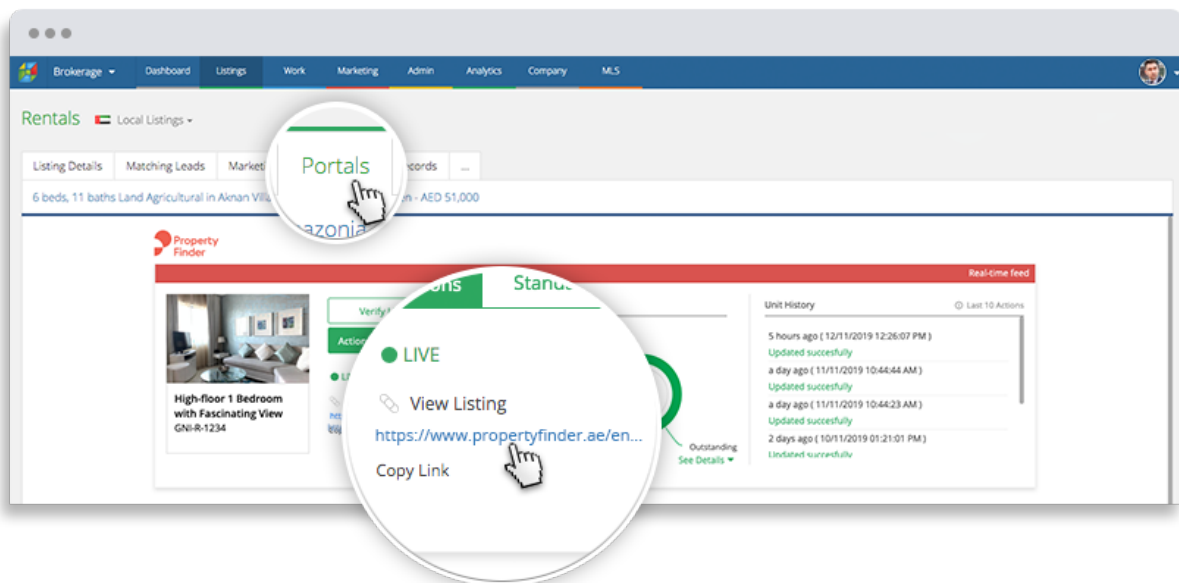 Brokerage
Dashboard
Listings
Work
Marketing
Admin
Analytics
Company
MLS
Rentals
Local Listings
Listing Details
Matching Leads
Portals
...
6 beds, 11 baths Land Agricultural in Aknan
- AED 51,000
Property
Finder
Real-time feed
High-floor 1 Bedroom
with Fascinating View
GNI-R-1234
Verify
LIVE
View Listing
https://www.propertyfinder.ae/en...
Copy Link
Outstanding
See Details
Unit History
Last 10 Actions
5 hours ago ( 12/11/2019 12:26:07 PM )
Updated succesfully
a day ago ( 11/11/2019 10:44:44 AM )
Updated succesfully
a day ago ( 11/11/2019 10:44:23 AM )
Updated succesfully
2 days ago ( 10/11/2019 01:21:01 PM )
Updated succesfully